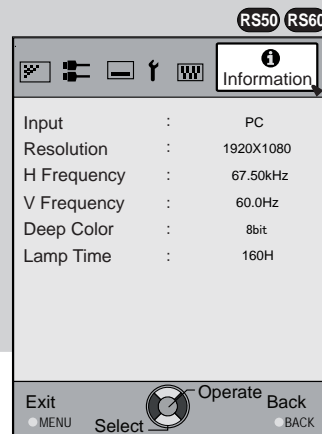 RS50 RS60
Information
Input : PC
Resolution : 1920X1080
H Frequency : 67.50kHz
V Frequency : 60.0Hz
Deep Color : 8bit
Lamp Time : 160H
Exit Operate Back
MENU Select BACK